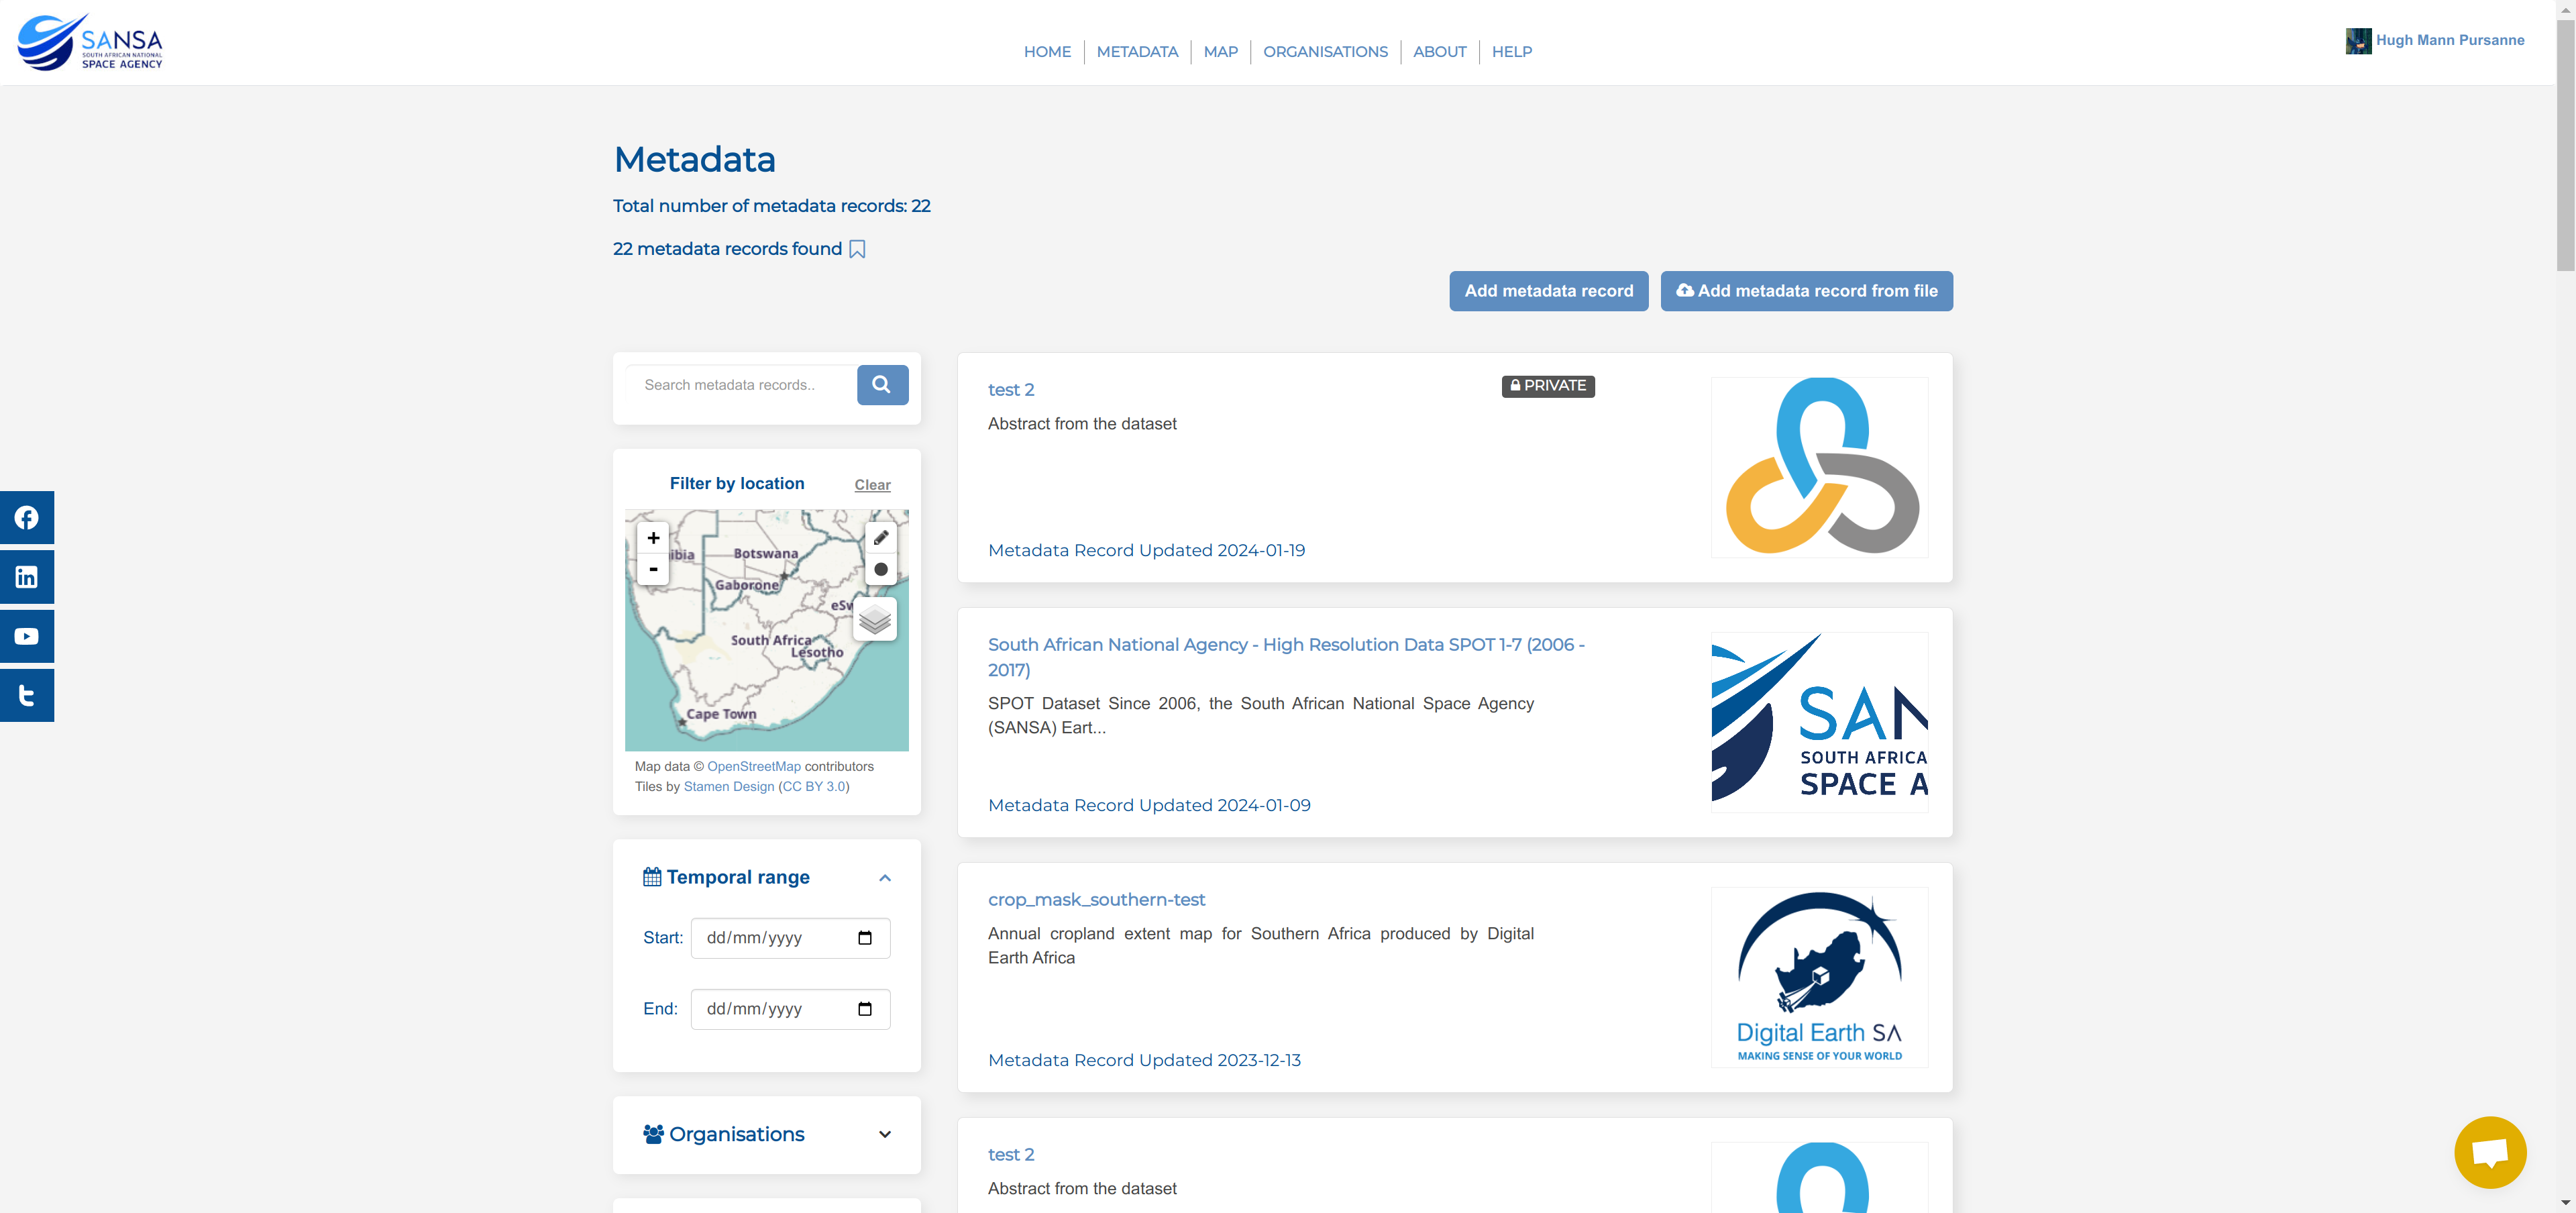 SANSA
SOUTH AFRICAN NATIONAL
SPACE AGENCY
HOME
METADATA
MAP
ORGANISATIONS
ABOUT
HELP
Hugh Mann Pursanne
Metadata
Total number of metadata records: 22
22 metadata records found
Add metadata record
Add metadata record from file
Search metadata records..
Filter by location
Clear
+
-
ibia
Botswana
Gaborone
eSw
South Africa
Lesotho
Cape Town
Map data © OpenStreetMap contributors
Tiles by Stamen Design (CC BY 3.0)
Temporal range
Start: dd/mm/yyyy
End: dd/mm/yyyy
Organisations
test 2
PRIVATE
Abstract from the dataset
Metadata Record Updated 2024-01-19
South African National Agency - High Resolution Data SPOT 1-7 (2006 -
2017)
SPOT Dataset Since 2006, the South African National Space Agency
(SANSA) Eart...
Metadata Record Updated 2024-01-09
SAN
SOUTH AFRICA
SPACE A
crop_mask_southern-test
Annual cropland extent map for Southern Africa produced by Digital
Earth Africa
Metadata Record Updated 2023-12-13
Digital Earth SA
MAKING SENSE OF YOUR WORLD
test 2
Abstract from the dataset